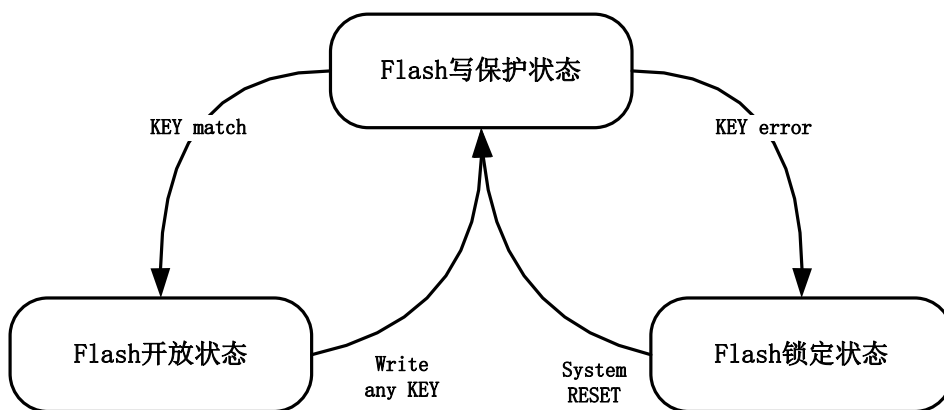 Flash写保护状态
KEY match
KEY error
Flash开放状态
Write
any KEY
System
RESET
Flash锁定状态